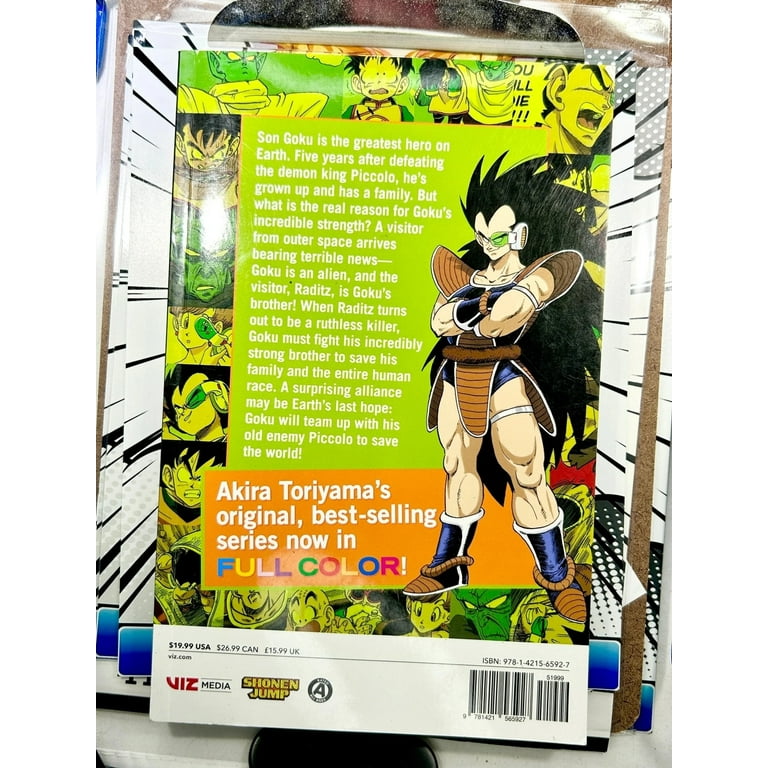 OU
ILL
DIE
!!!
Son Goku is the greatest hero on
Earth. Five years after defeating
the demon king Piccolo, he's
grown up and has a family. But
what is the real reason for Goku's
incredible strength? A visitor
from outer space arrives
bearing terrible news—
Goku is an alien, and the
visitor, Raditz, is Goku's
brother! When Raditz turns
out to be a ruthless killer,
Goku must fight his incredibly
strong brother to save his
family and the entire human
race. A surprising alliance
may be Earth's last hope:
Goku will team up with his
old enemy Piccolo to save
the world!
Akira Toriyama's
original, best-selling
series now in
FULL COLOR!
$19.99 USA $26.99 CAN £15.99 UK
viz.com
ISBN: 978-1-4215-6592-7
51999
9 781421 565927
VIZ MEDIA
SHONEN
JUMP
A